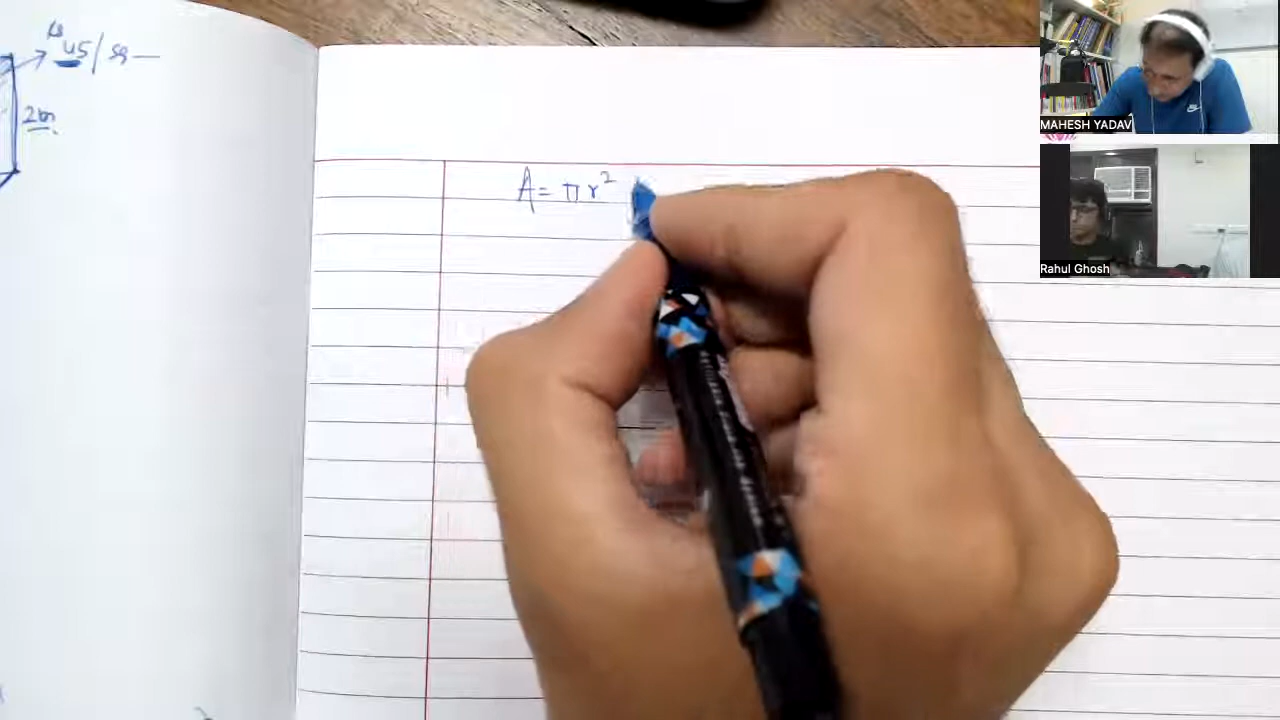 45/sq
2m
A = πr²
MAHESH YADAV
Rahul Ghosh